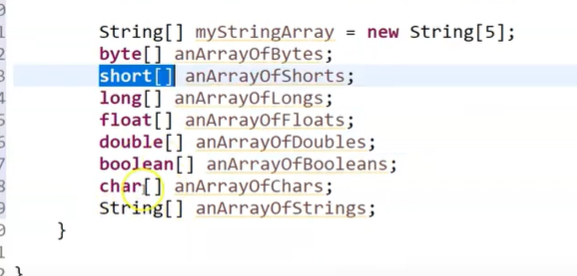 String[] myStringArray = new String[5];
byte[] anArrayOfBytes;
short[] anArrayOfShorts;
long[] anArrayOfLongs;
float[] anArrayOfFloats;
double[] anArrayOfDoubles;
boolean[] anArrayOfBooleans;
char[] anArrayOfChars;
String[] anArrayOfStrings;
}
}